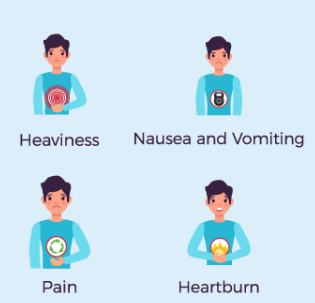 Heaviness
Nausea and Vomiting
Pain
Heartburn